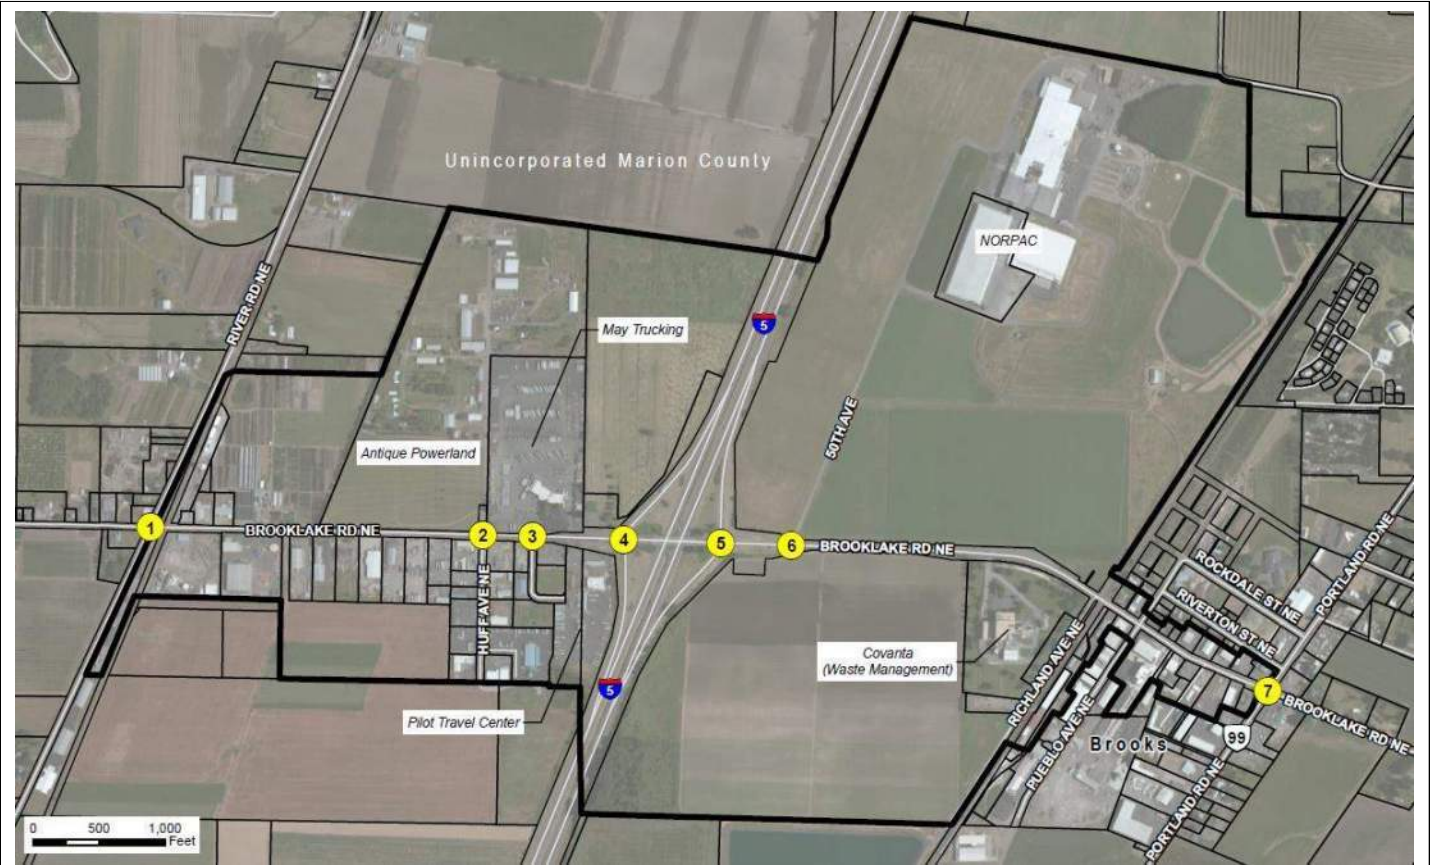 Unincorporated Marion County
NORPAC
RIVER RD NE
5
May Trucking
50TH AVE
Antique Powerland
1
BROOKLAKE RD NE
2
3
4
5
6
BROOKLAKE RD NE
ROCKDALE ST NE
PORTLAND RD NE
RIVERTON ST NE
HUFF AVE NE
Covanta
(Waste Management)
RICHLAND AVE NE
5
7
BROOKLAKE RD NE
Pilot Travel Center
PUEBLO AVE NE
Brooks
99
PORTLAND RD NE
0 500 1,000
Feet